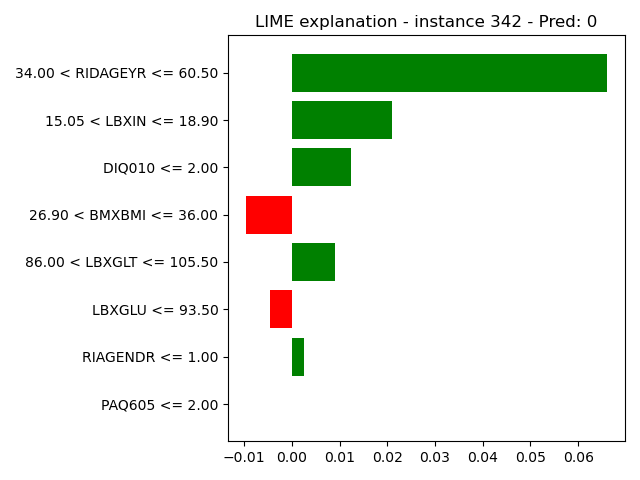 LIME explanation - instance 342 - Pred: 0
34.00 < RIDAGEYR <= 60.50
15.05 < LBXIN <= 18.90
DIQ010 <= 2.00
26.90 < BMXBMI <= 36.00
86.00 < LBXGLT <= 105.50
LBXGLU <= 93.50
RIAGENDR <= 1.00
PAQ605 <= 2.00
−0.01 0.00 0.01 0.02 0.03 0.04 0.05 0.06